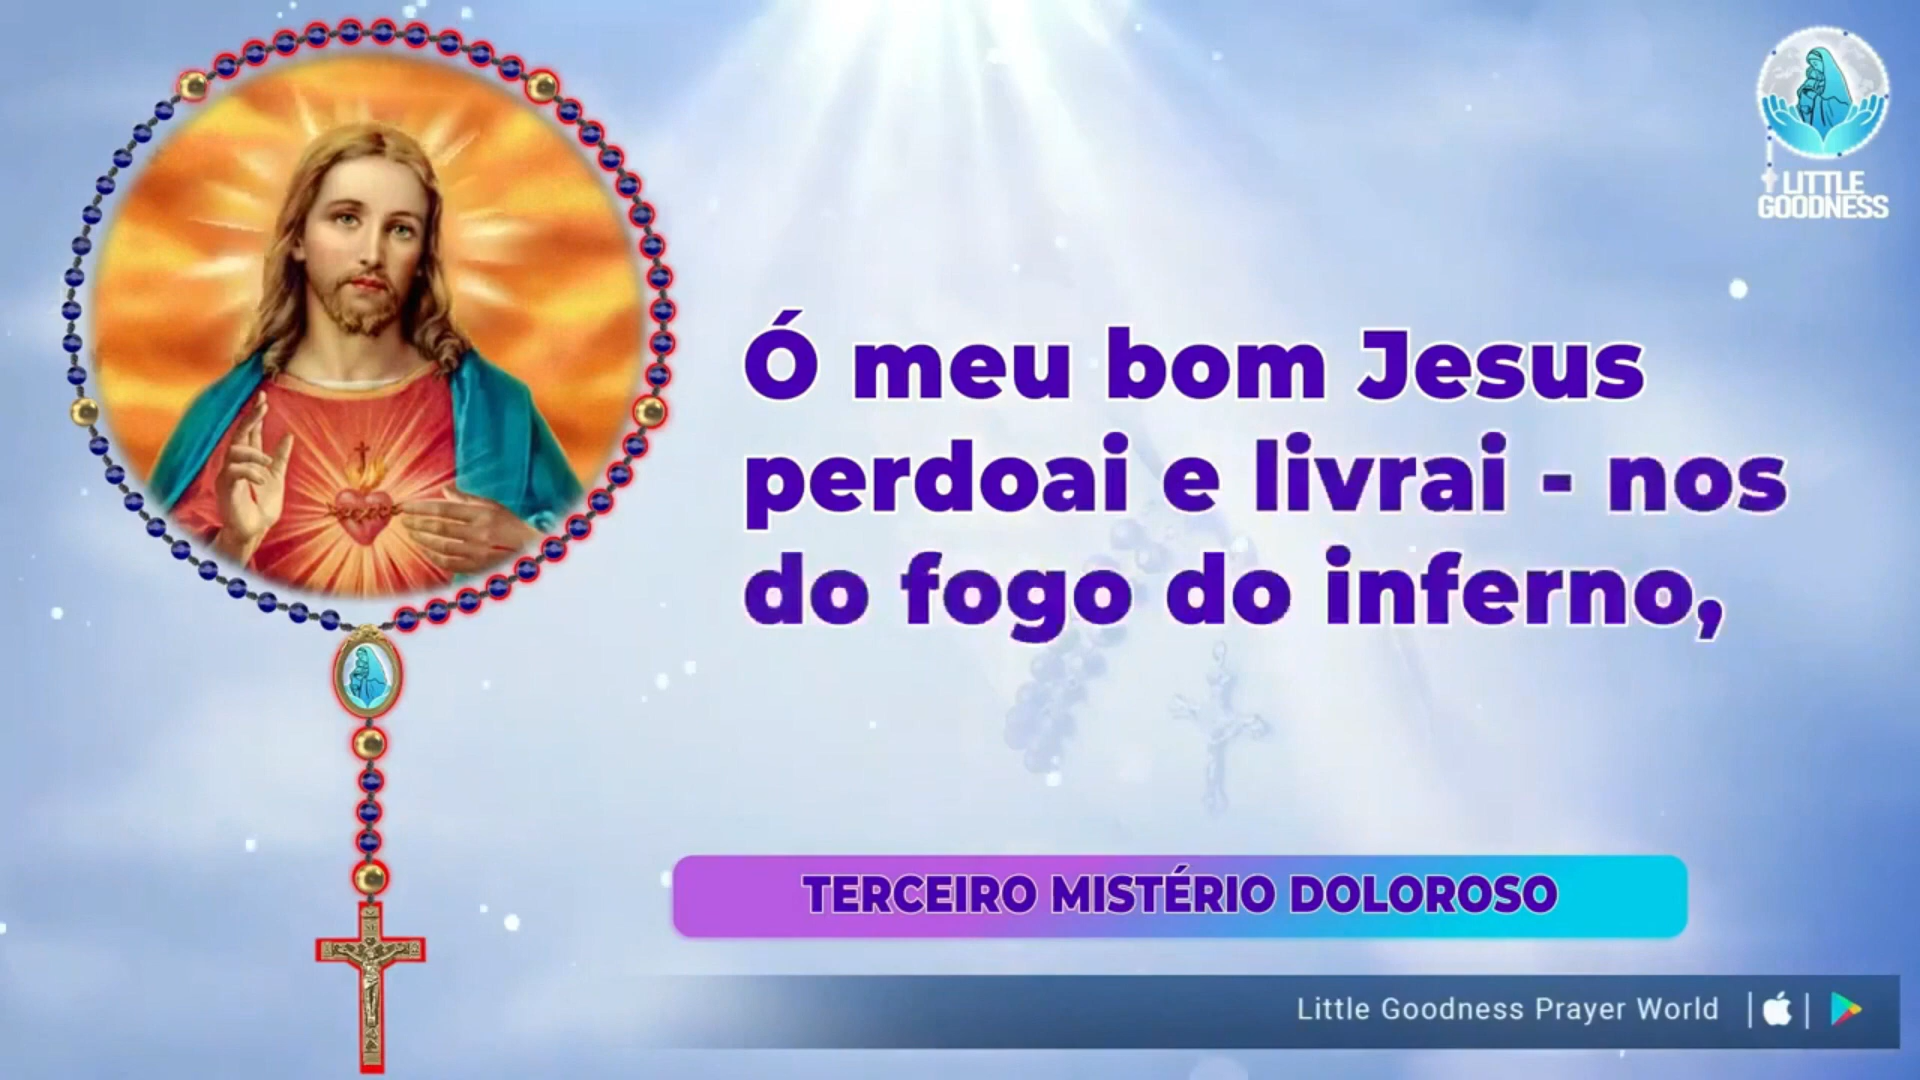 LITTLE
GOODNESS
Ó meu bom Jesus
perdoai e livrai - nos
do fogo do inferno,
TERCEIRO MISTÉRIO DOLOROSO
Little Goodness Prayer World